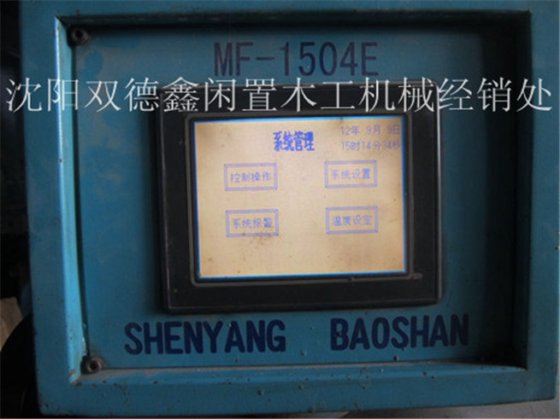 MF-1504E
沈阳双德鑫闲置木工机械经销处
系统管理
12年 9月 9日
15时14分34秒
控制操作
系统设置
系统报警
温度设定
SHENYANG BAOSHAN